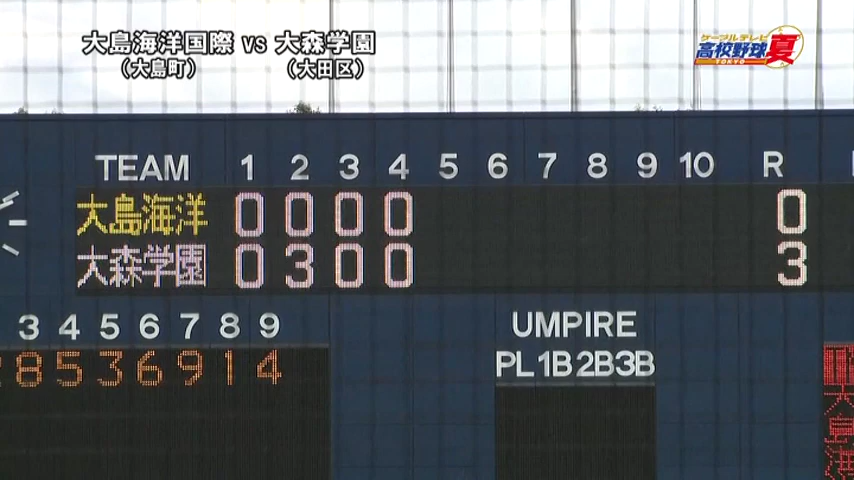 大島海洋国際 VS 大森学園
(大島町) (大田区)
ケーブルテレビ
高校野球夏
TOKYO
TEAM 1 2 3 4 5 6 7 8 9 10 R
大島海洋 0 0 0 0 0
大森学園 0 3 0 0 3
3 4 5 6 7 8 9
8 5 3 6 9 1 4
UMPIRE
PL 1B 2B 3B
大島海